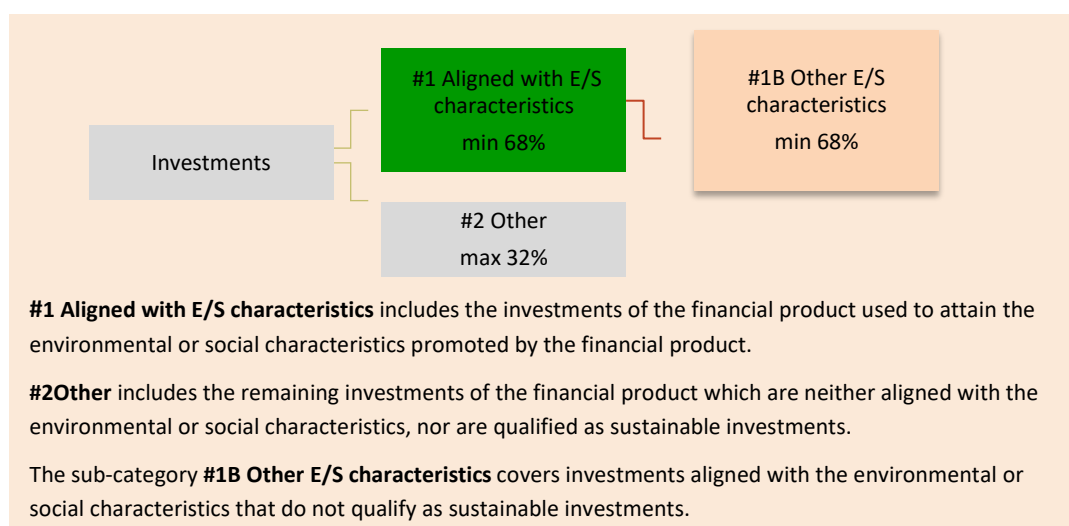 Investments
#1 Aligned with E/S
characteristics
min 68%
#1B Other E/S
characteristics
min 68%
#2 Other
max 32%
#1 Aligned with E/S characteristics includes the investments of the financial product used to attain the
environmental or social characteristics promoted by the financial product.
#2Other includes the remaining investments of the financial product which are neither aligned with the
environmental or social characteristics, nor are qualified as sustainable investments.
The sub-category #1B Other E/S characteristics covers investments aligned with the environmental or
social characteristics that do not qualify as sustainable investments.